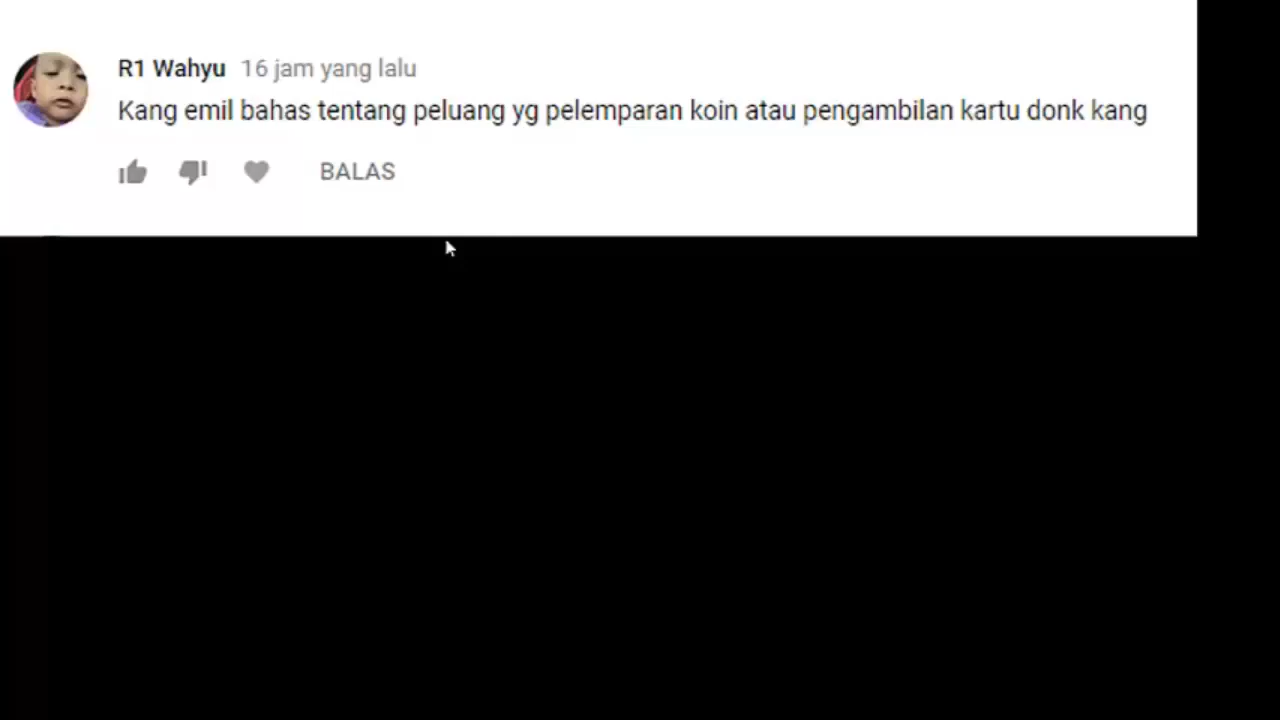 R1 Wahyu 16 jam yang lalu
Kang emil bahas tentang peluang yg pelemparan koin atau pengambilan kartu donk kang
BALAS